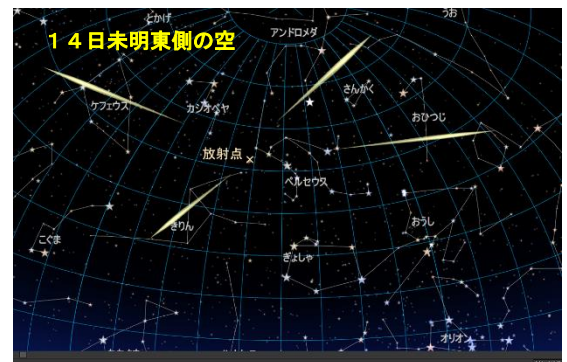 とかげ
うお
アンドロメダ
１４日未明東側の空
さんかく
ケフェウス
カシオペヤ
おひつじ
放射点
ペルセウス
きりん
おうし
こぐま
ぎょしゃ
オリオン